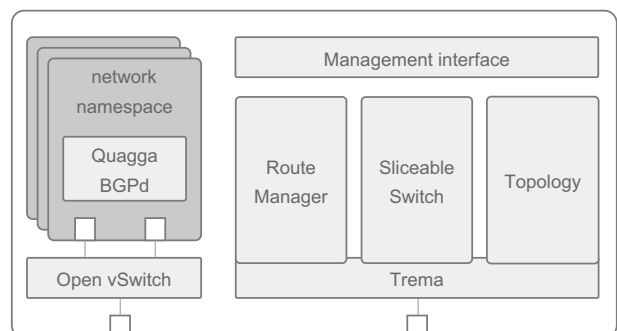 network
namespace
Quagga
BGPd
Open vSwitch
Management interface
Route
Manager
Sliceable
Switch
Topology
Trema